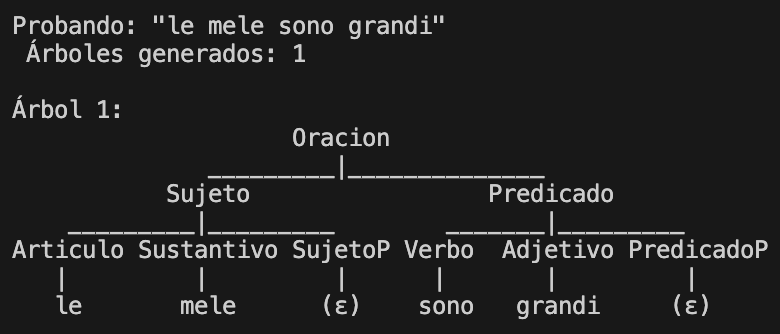 Probando: "le mele sono grandi"
Árboles generados: 1
Árbol 1:
Oracion
Sujeto Predicado
Articulo Sustantivo SujetoP Verbo Adjetivo PredicadoP
le mele (ε) sono grandi (ε)